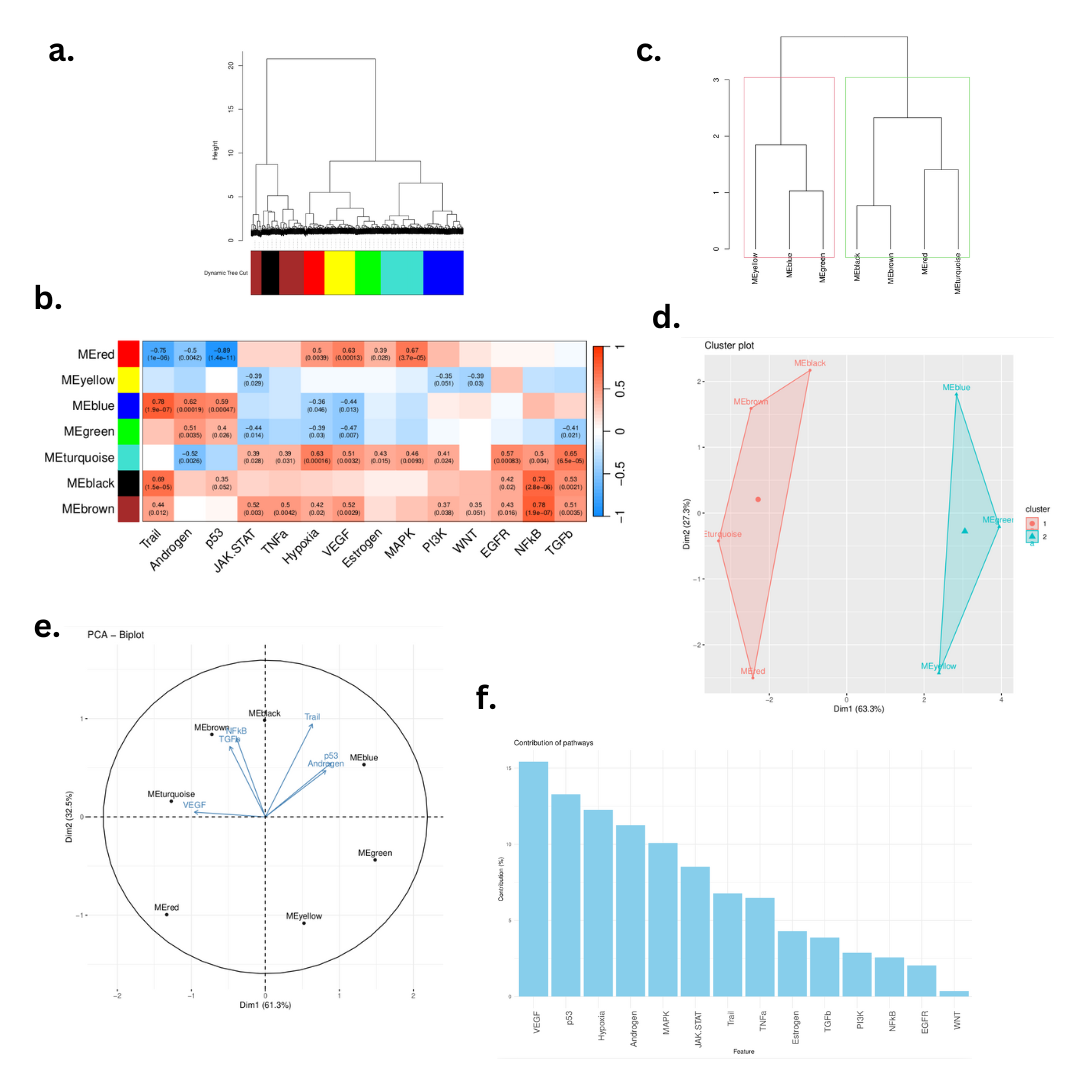 a.
20
15
10
5
0
Height
Dynamic Tree Cut
c.
3
2
1
0
MEyellow
MEblue
MEgreen
MEblack
MEbrown
MEred
MEturquoise
b.
MEred
−0.75 −0.5 −0.89 0.5 0.63 0.39 0.67
(1e−06) (0.0042) (1.4e−11) (0.0039) (0.00013) (0.028) (3.7e−05)
MEyellow
−0.39 −0.35 −0.39
(0.029) (0.051) (0.03)
MEblue
0.78 0.62 0.59 −0.36 −0.44
(1.9e−07) (0.00019) (0.00047) (0.046) (0.013)
MEgreen
0.51 0.4 −0.44 −0.39 −0.47 −0.41
(0.0035) (0.026) (0.014) (0.03) (0.007) (0.021)
MEturquoise
−0.52 0.39 0.39 0.63 0.51 0.43 0.46 0.41 0.57 0.5 0.65
(0.0026) (0.028) (0.031) (0.00016) (0.0032) (0.015) (0.0093) (0.024) (0.00083) (0.004) (6.5e−05)
MEblack
0.69 0.35 0.42 0.73 0.53
(1.5e−05) (0.052) (0.02) (2.6e−06) (0.0021)
MEbrown
0.44 0.52 0.5 0.42 0.52 0.37 0.35 0.43 0.78 0.51
(0.012) (0.003) (0.0042) (0.02) (0.0029) (0.038) (0.051) (0.016) (1.9e−07) (0.0035)
Trail Androgen p53 JAK.STAT TNFa Hypoxia VEGF Estrogen MAPK PI3K WNT EGFR NFkB TGFb
1
0.5
0
−0.5
−1
d.
Cluster plot
MEblack
MEbrown
MEblue
MEgreen
turquoise
MEred
MEyellow
2
1
0
−1
−2
Dim2 (27.3%)
−2 0 2 4
Dim1 (63.3%)
cluster
1
2
e.
PCA − Biplot
MEblack
Trail
MEbrown
NFkB
TGFb
p53
Androgen
MEblue
MEturquoise
VEGF
MEgreen
MEred
MEyellow
1
0
−1
Dim2 (32.5%)
−2 −1 0 1 2
Dim1 (61.3%)
f.
Contribution of pathways
15
10
5
0
Contribution (%)
VEGF p53 Hypoxia Androgen MAPK JAK.STAT Trail TNFa Estrogen TGFb PI3K NFkB EGFR WNT
Feature